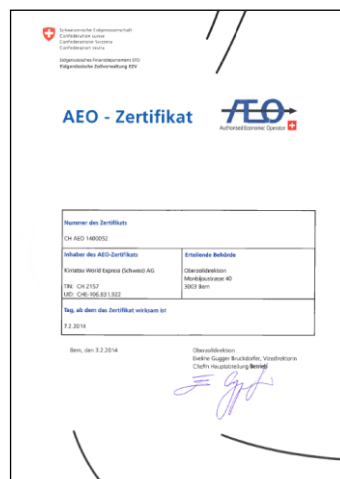 Schweizerische Eidgenossenschaft
Confédération suisse
Confederazione Svizzera
Confederaziun svizra
Eidgenössisches Finanzdepartement EFD
Eidgenössische Zollverwaltung EZV
AEO - Zertifikat
AEO
Authorised Economic Operator
Nummer des Zertifikats
CH AEO 1400052
Inhaber des AEO-Zertifikats
Erteilende Behörde
Kintetsu World Express (Schweiz) AG
Oberzolldirektion
Monbijoustrasse 40
3003 Bern
TIN: CH 2157
UID: CHE-106.831.922
Tag, ab dem das Zertifikat wirksam ist
7.2.2014
Bern, den 3.2.2014
Oberzolldirektion
Eveline Gugger Bruckdorfer, Vizedirektorin
Chefin Hauptabteilung Betrieb